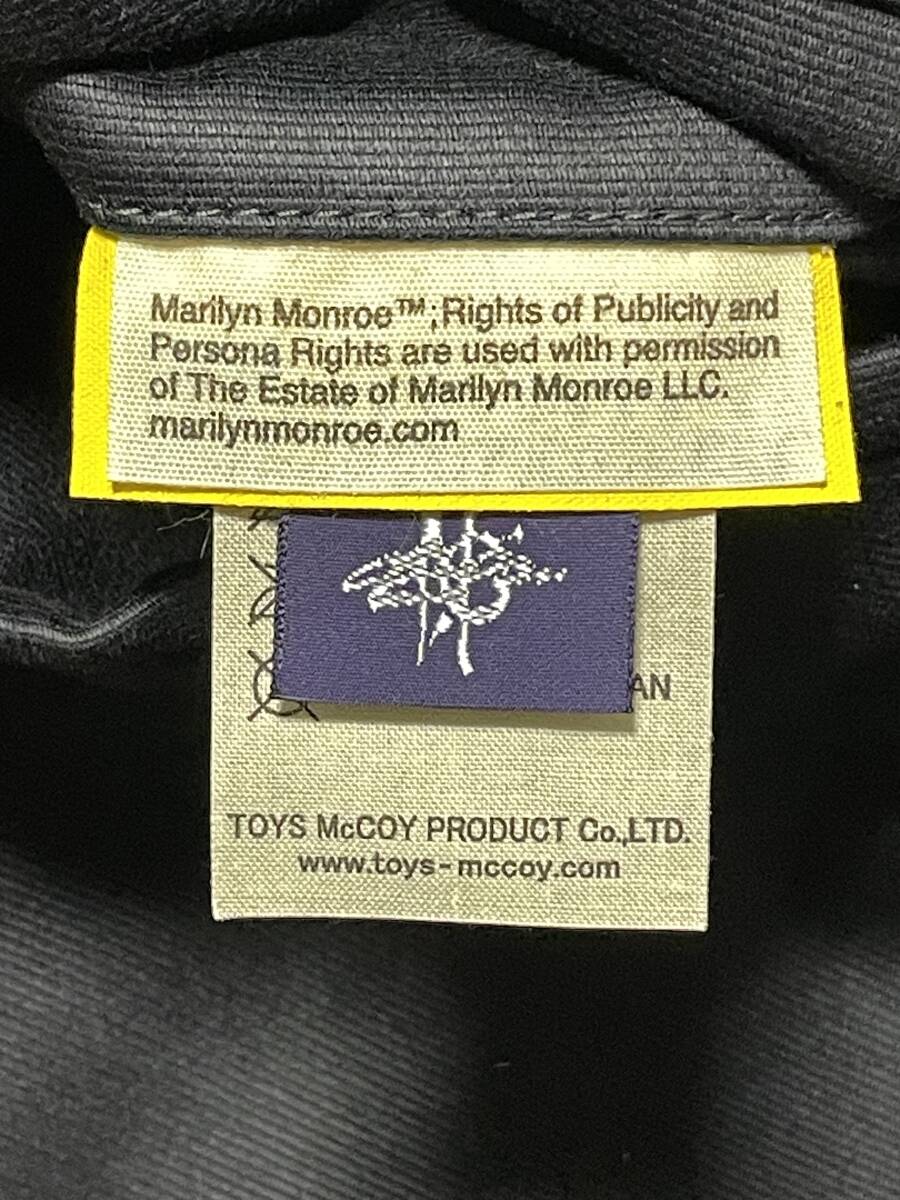 Marilyn Monroe™;Rights of Publicity and
Persona Rights are used with permission
of The Estate of Marilyn Monroe LLC.
marilynmonroe.com
AN
TOYS McCOY PRODUCT Co.,LTD.
www.toys-mccoy.com